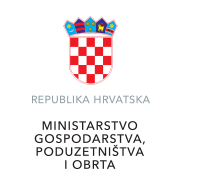 REPUBLIKA HRVATSKA
MINISTARSTVO
GOSPODARSTVA,
PODUZETNIŠTVA
I OBRTA